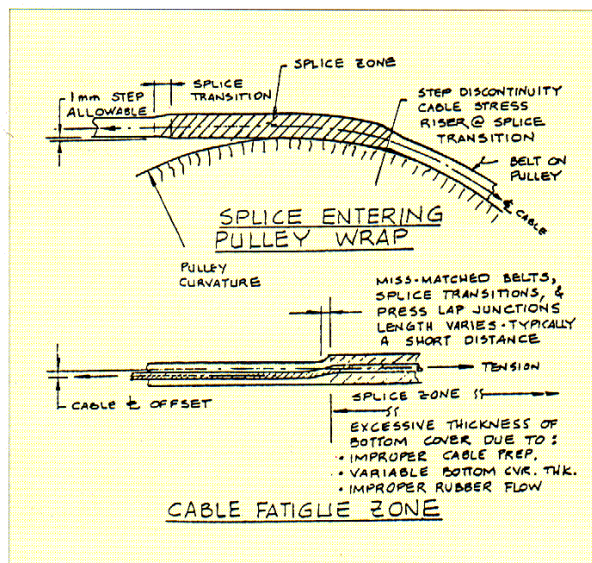 SPLICE ZONE
1mm STEP
ALLOWABLE
SPLICE
TRANSITION
STEP DISCONTINUITY
CABLE STRESS
RISER @ SPLICE
TRANSITION
BELT ON
PULLEY
℄ CABLE
SPLICE ENTERING
PULLEY WRAP
PULLEY
CURVATURE
MISS-MATCHED BELTS,
SPLICE TRANSITIONS, &
PRESS LAP JUNCTIONS
LENGTH VARIES-TYPICALLY
A SHORT DISTANCE
TENSION
CABLE ℄ OFFSET
SPLICE ZONE
EXCESSIVE THICKNESS OF
BOTTOM COVER DUE TO:
• IMPROPER CABLE PREP.
• VARIABLE BOTTOM CVR. THK.
• IMPROPER RUBBER FLOW
CABLE FATIGUE ZONE